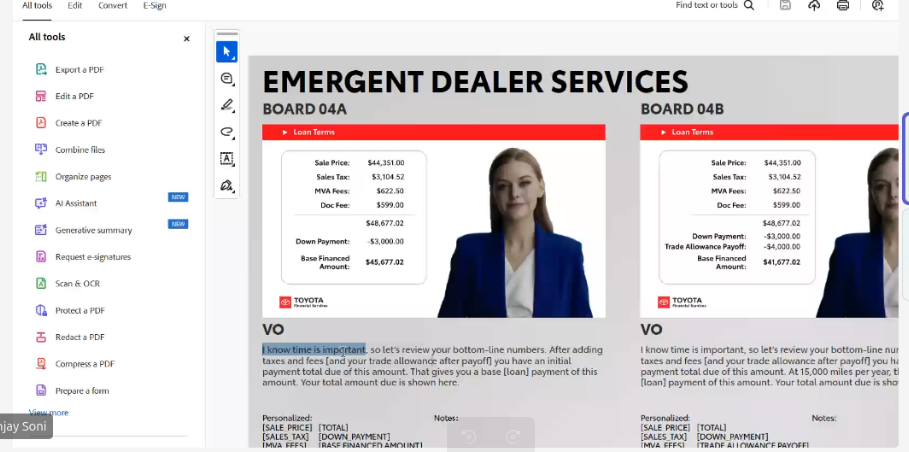 All tools Edit Convert E-Sign Find text or tools
All tools
Export a PDF
Edit a PDF
Create a PDF
Combine files
Organize pages
AI Assistant NEW
Generative summary NEW
Request e-signatures
Scan & OCR
Protect a PDF
Redact a PDF
Compress a PDF
Prepare a form
View more
njay Soni
EMERGENT DEALER SERVICES
BOARD 04A
Loan Terms
Sale Price: $44,351.00
Sales Tax: $3,104.52
MVA Fees: $622.50
Doc Fee: $599.00
$48,677.02
Down Payment: -$3,000.00
Base Financed
Amount: $45,677.02
TOYOTA
Financial Services
VO
I know time is important, so let's review your bottom-line numbers. After adding
taxes and fees [and your trade allowance after payoff] you have an initial
payment total due of this amount. That gives you a base [loan] payment of this
amount. Your total amount due is shown here.
Personalized: Notes:
[SALE_PRICE] [TOTAL]
[SALES_TAX] [DOWN_PAYMENT]
[MVA_FEES] [BASE FINANCED AMOUNT]
BOARD 04B
Loan Terms
Sale Price: $44,351.00
Sales Tax: $3,104.52
MVA Fees: $622.50
Doc Fee: $599.00
$48,677.02
Down Payment: -$3,000.00
Trade Allowance Payoff: -$4,000.00
Base Financed
Amount: $41,677.02
TOYOTA
Financial Services
VO
I know time is important, so let's review your bottom-line
taxes and fees [and your trade allowance after payoff] you
payment total due of this amount. At 15,000 miles per year,
[loan] payment of this amount. Your total amount due is
Personalized: Notes:
[SALE_PRICE] [TOTAL]
[SALES_TAX] [DOWN_PAYMENT]
[MVA_FEES] [TRADE ALLOWANCE PAYOFF]